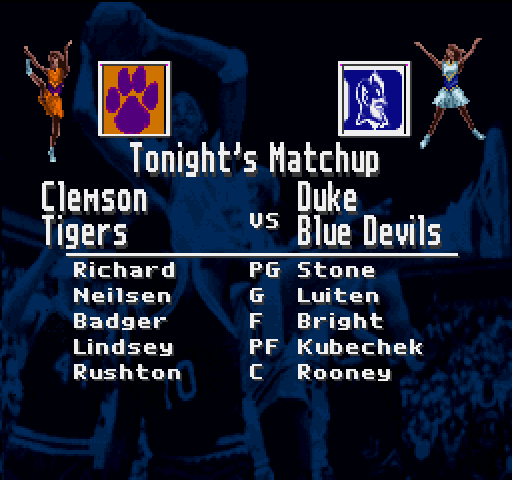 Tonight's Matchup
Clemson Tigers vs Duke Blue Devils
Richard PG Stone
Neilsen G Luiten
Badger F Bright
Lindsey PF Kubechek
Rushton C Rooney
10